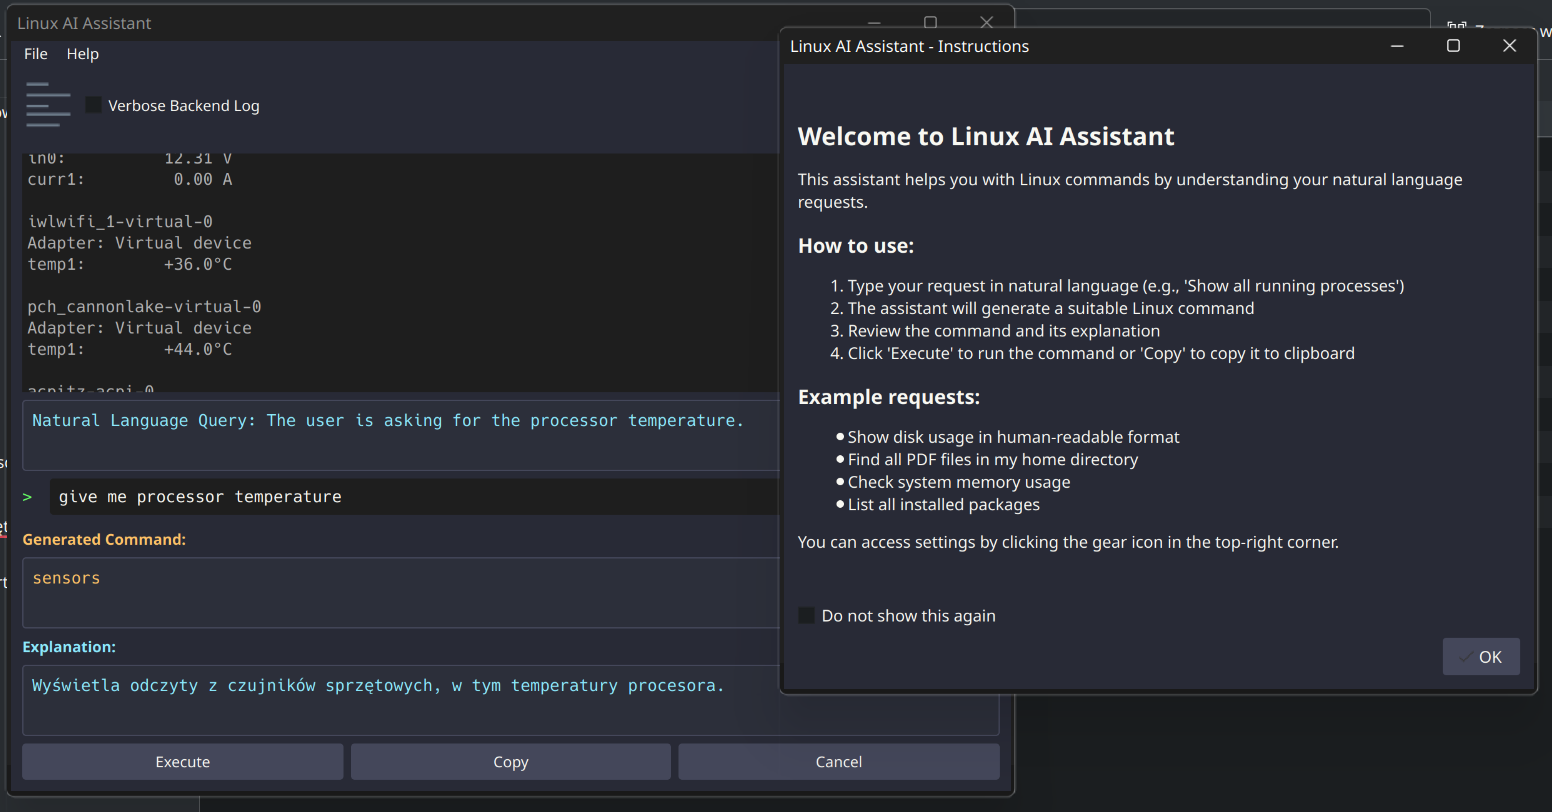 Linux AI Assistant
File Help
Verbose Backend Log
in0: 12.31 V
curr1: 0.00 A
iwlwifi_1-virtual-0
Adapter: Virtual device
temp1: +36.0°C
pch_cannonlake-virtual-0
Adapter: Virtual device
temp1: +44.0°C
acpitz-acpi-0
Natural Language Query: The user is asking for the processor temperature.
> give me processor temperature
Generated Command:
sensors
Explanation:
Wyświetla odczyty z czujników sprzętowych, w tym temperatury procesora.
Execute Copy Cancel
Linux AI Assistant - Instructions
Welcome to Linux AI Assistant
This assistant helps you with Linux commands by understanding your natural language
requests.
How to use:
1. Type your request in natural language (e.g., 'Show all running processes')
2. The assistant will generate a suitable Linux command
3. Review the command and its explanation
4. Click 'Execute' to run the command or 'Copy' to copy it to clipboard
Example requests:
● Show disk usage in human-readable format
● Find all PDF files in my home directory
● Check system memory usage
● List all installed packages
You can access settings by clicking the gear icon in the top-right corner.
Do not show this again
OK